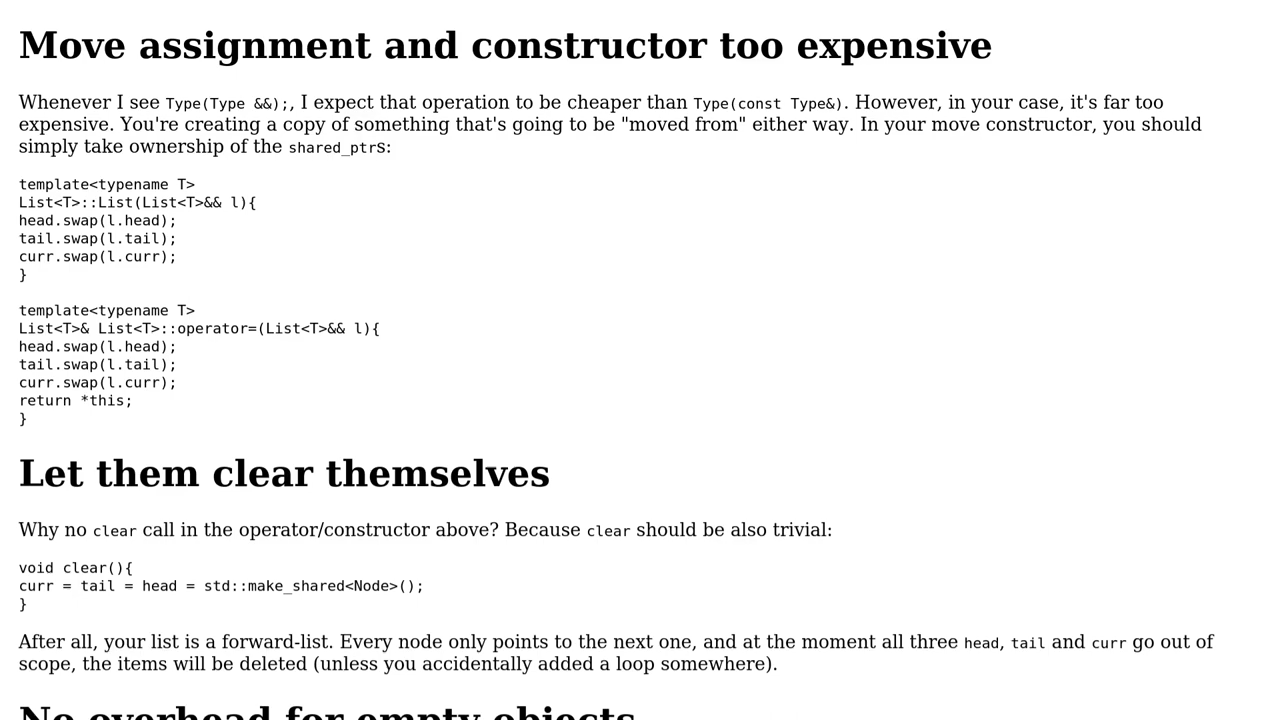 Move assignment and constructor too expensive
Whenever I see Type(Type &&);, I expect that operation to be cheaper than Type(const Type&). However, in your case, it's far too
expensive. You're creating a copy of something that's going to be "moved from" either way. In your move constructor, you should
simply take ownership of the shared_ptrs:
template<typename T>
List<T>::List(List<T>&& l){
head.swap(l.head);
tail.swap(l.tail);
curr.swap(l.curr);
}
template<typename T>
List<T>& List<T>::operator=(List<T>&& l){
head.swap(l.head);
tail.swap(l.tail);
curr.swap(l.curr);
return *this;
}
Let them clear themselves
Why no clear call in the operator/constructor above? Because clear should be also trivial:
void clear(){
curr = tail = head = std::make_shared<Node>();
}
After all, your list is a forward-list. Every node only points to the next one, and at the moment all three head, tail and curr go out of
scope, the items will be deleted (unless you accidentally added a loop somewhere).
No overhead for empty objects